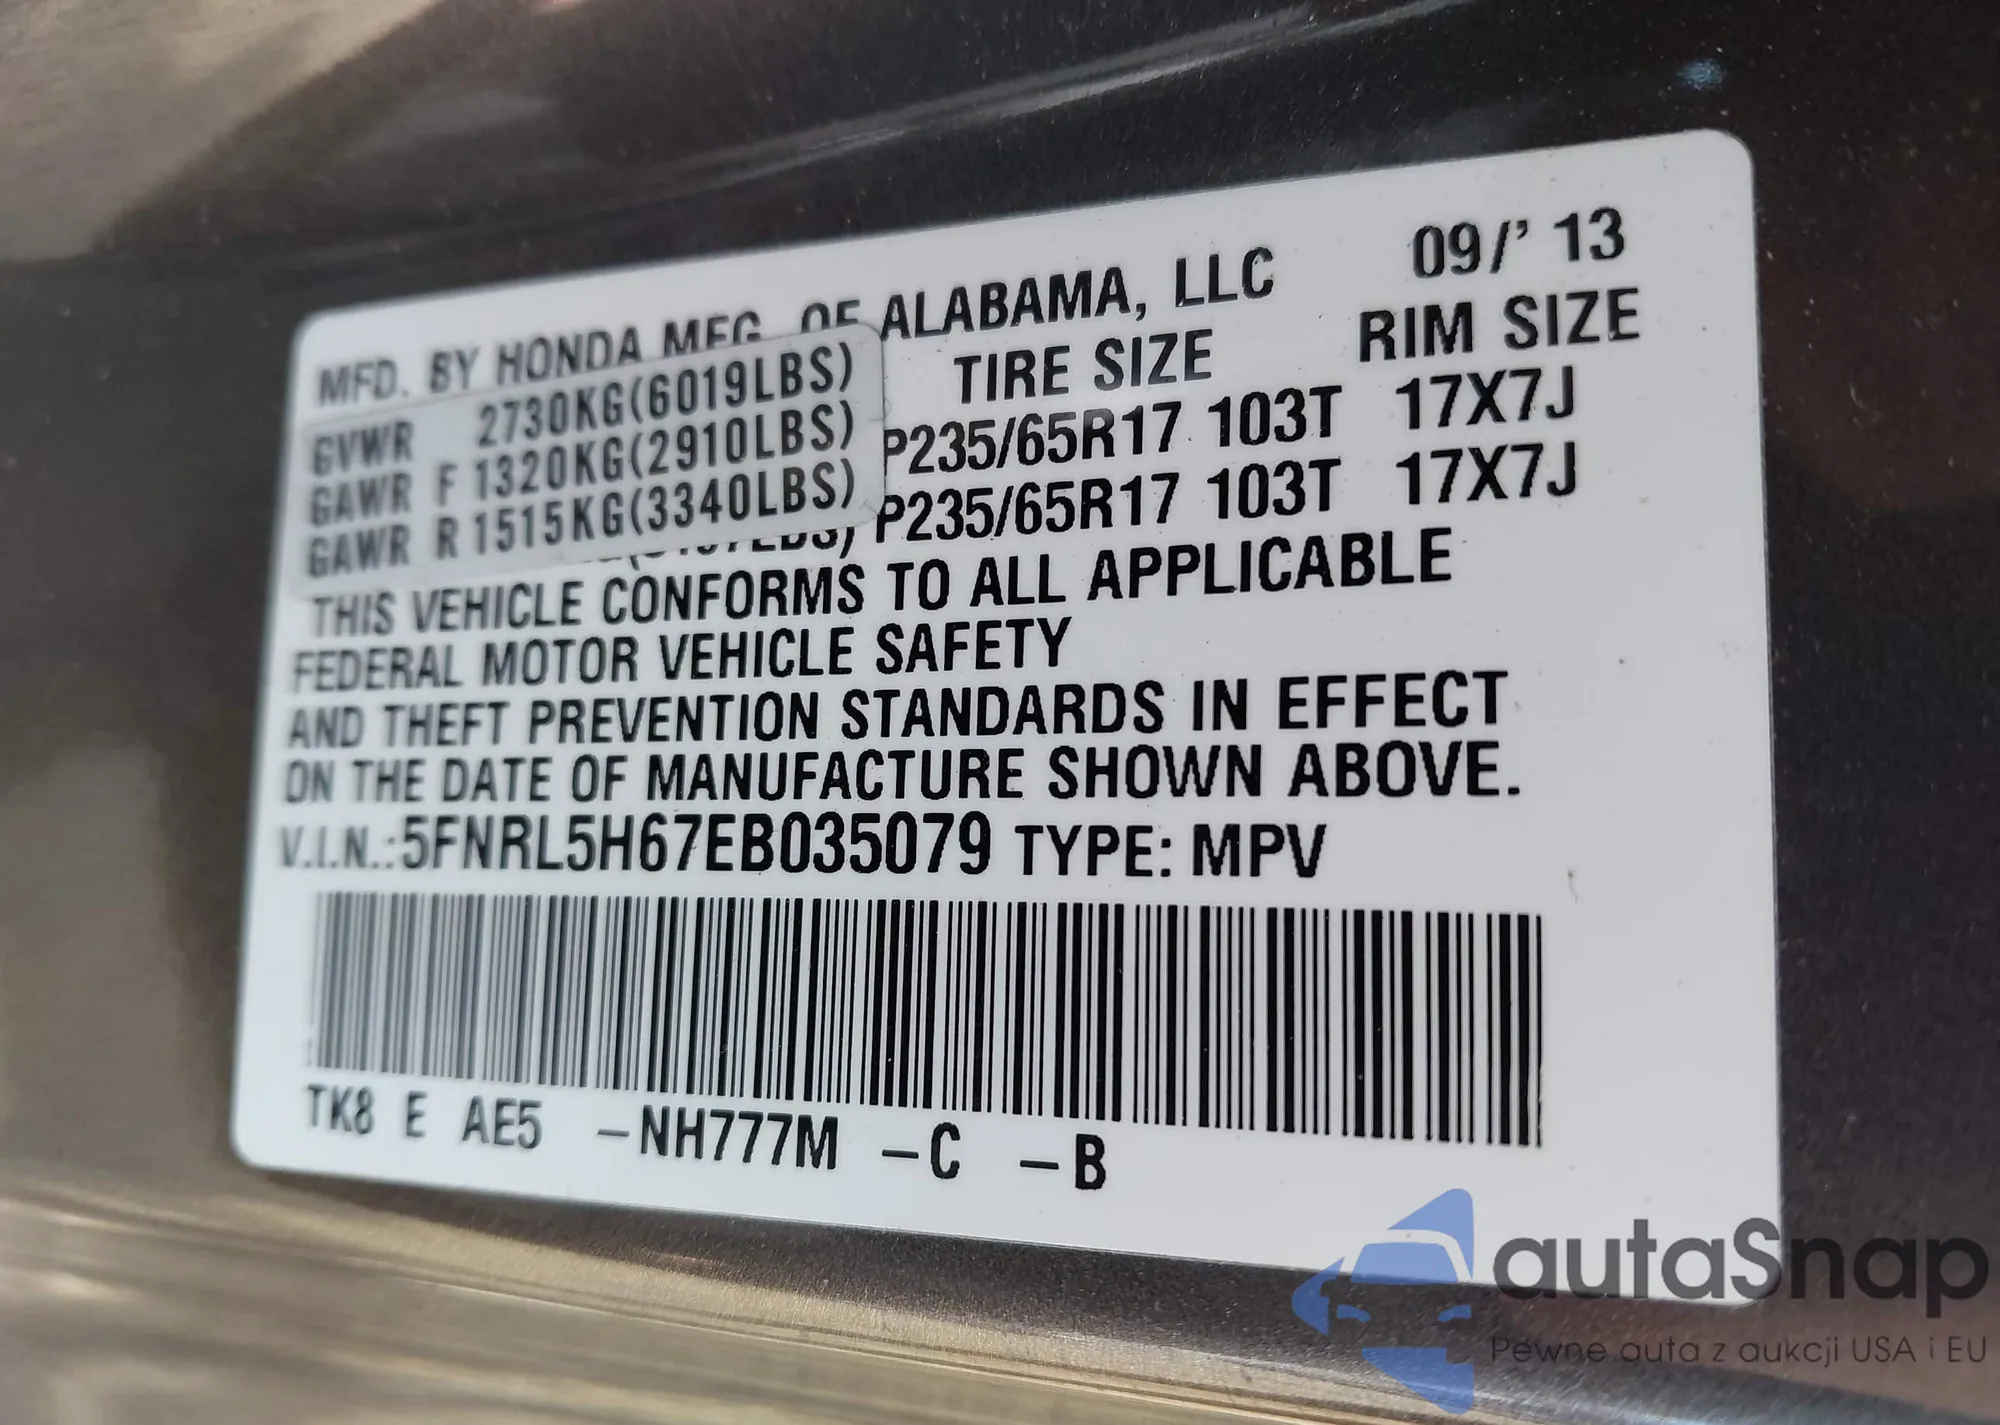 MFD. BY HONDA MFG. OF ALABAMA, LLC 09/'13
TIRE SIZE RIM SIZE
GVWR 2730KG(6019LBS)
GAWR F 1320KG(2910LBS) P235/65R17 103T 17X7J
GAWR R 1515KG(3340LBS) P235/65R17 103T 17X7J
THIS VEHICLE CONFORMS TO ALL APPLICABLE
FEDERAL MOTOR VEHICLE SAFETY
AND THEFT PREVENTION STANDARDS IN EFFECT
ON THE DATE OF MANUFACTURE SHOWN ABOVE.
V.I.N.:5FNRL5H67EB035079 TYPE: MPV
TK8 E AE5 –NH777M –C –B
autaSnap
Pewne auta z aukcji USA i EU